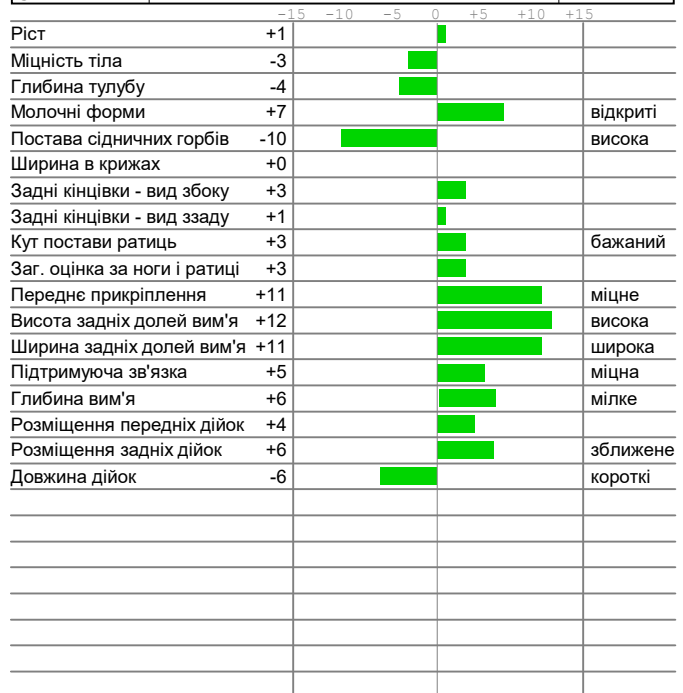 -15 -10 -5 0 +5 +10 +15
Ріст +1
Міцність тіла -3
Глибина тулубу -4
Молочні форми +7 відкриті
Постава сідничних горбів -10 висока
Ширина в крижах +0
Задні кінцівки - вид збоку +3
Задні кінцівки - вид ззаду +1
Кут постави ратиць +3 бажаний
Заг. оцінка за ноги і ратиці +3
Переднє прикріплення +11 міцне
Висота задніх долей вим'я +12 висока
Ширина задніх долей вим'я +11 широка
Підтримуюча зв'язка +5 міцна
Глибина вим'я +6 мілке
Розміщення передніх дійок +4
Розміщення задніх дійок +6 зближене
Довжина дійок -6 короткі